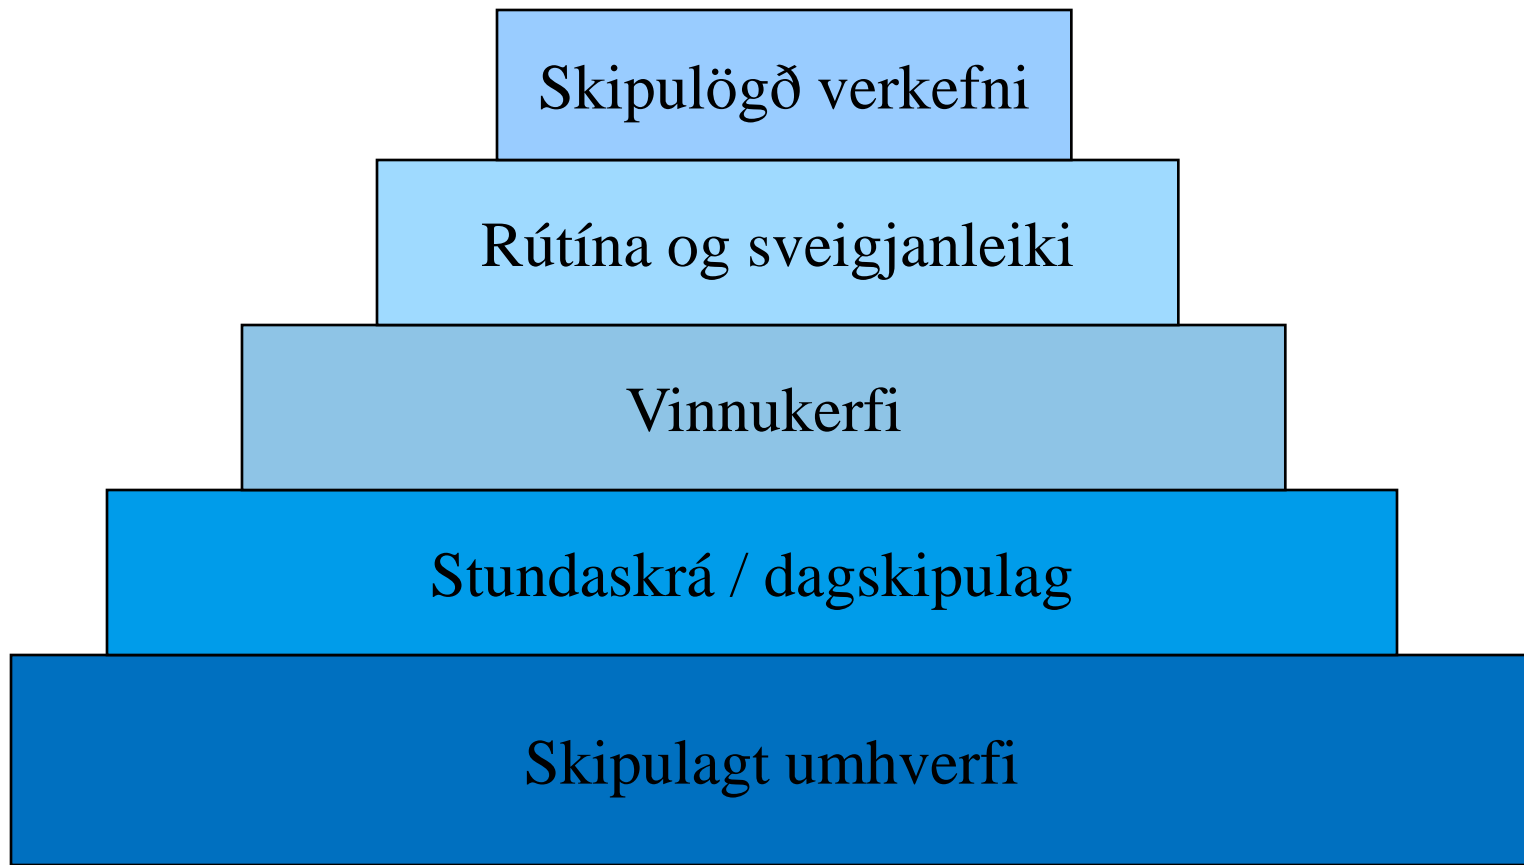 Skipulögð verkefni
Rútína og sveigjanleiki
Vinnukerfi
Stundaskrá / dagskipulag
Skipulagt umhverfi